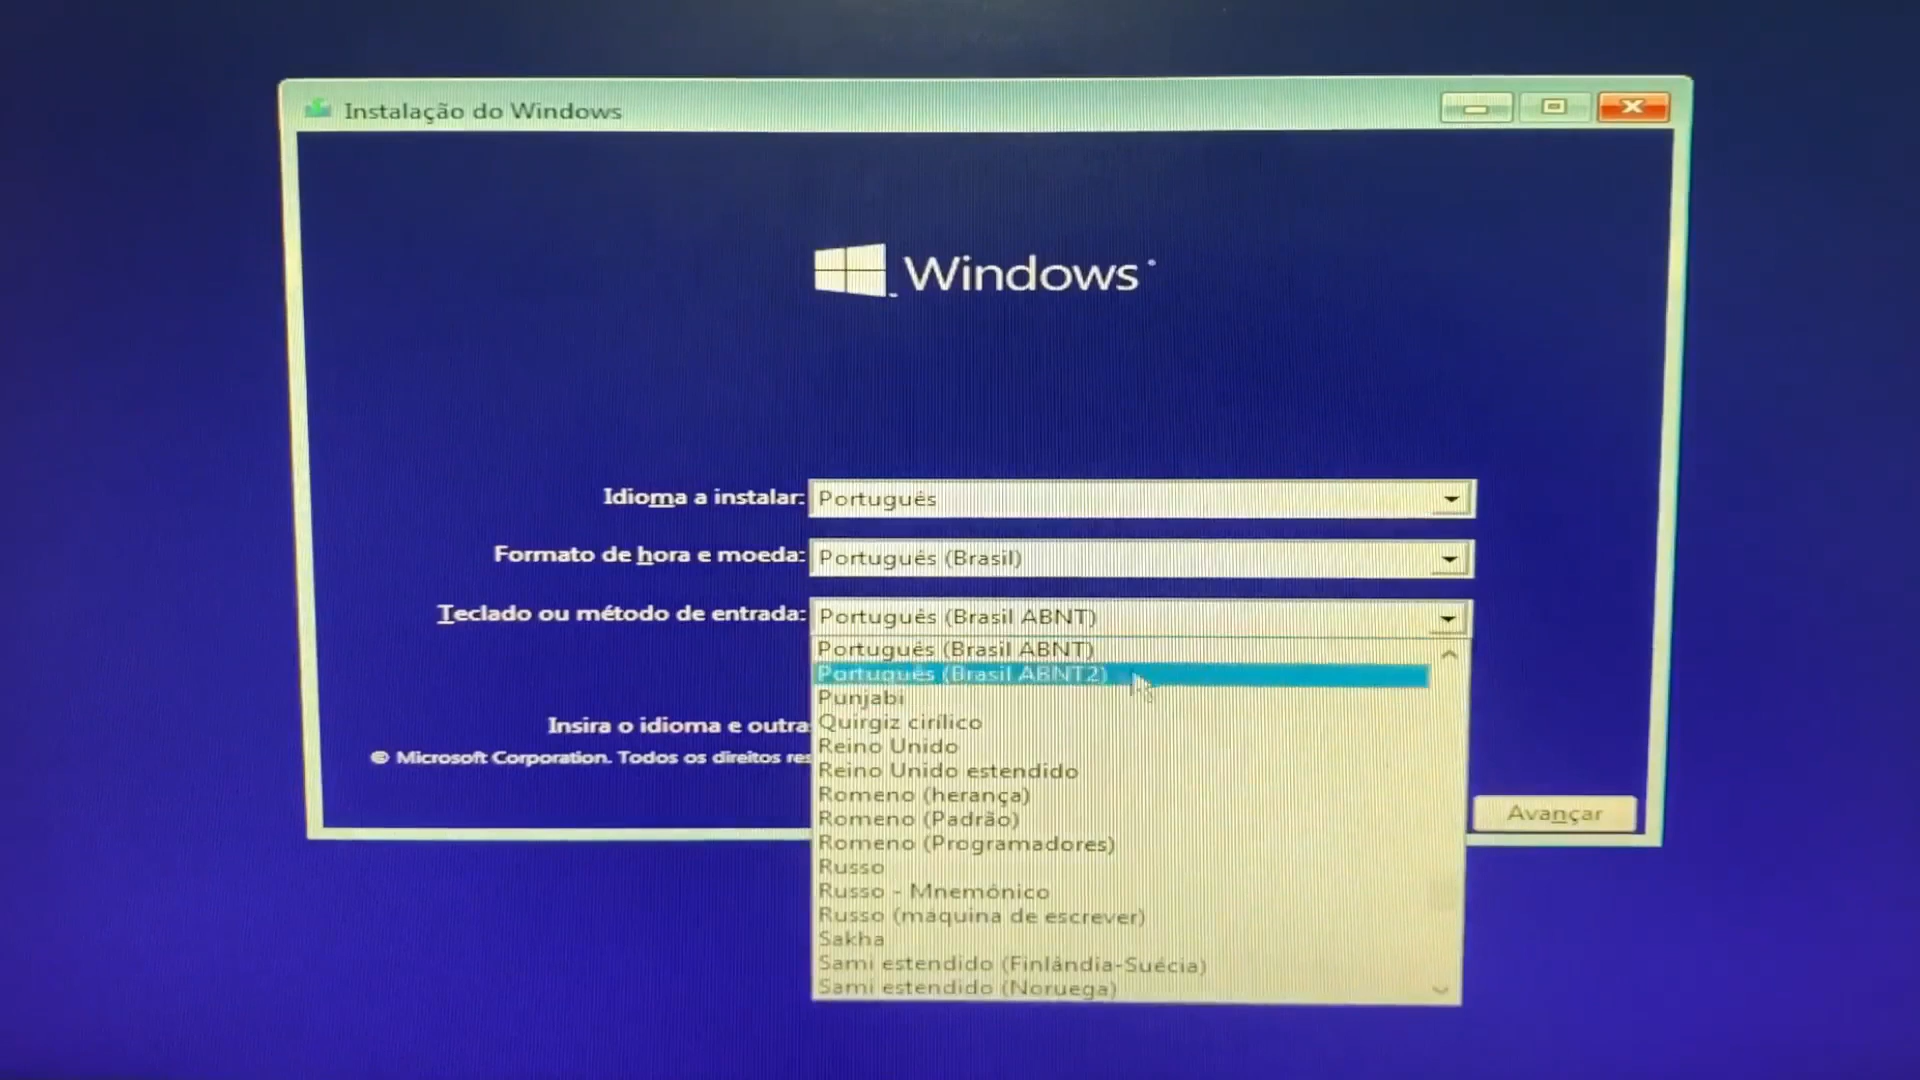 Instalação do Windows
Windows
Idioma a instalar: Português
Formato de hora e moeda: Português (Brasil)
Teclado ou método de entrada: Português (Brasil ABNT)
Português (Brasil ABNT)
Português (Brasil ABNT2)
Punjabi
Quirgiz cirílico
Reino Unido
Reino Unido estendido
Romeno (herança)
Romeno (Padrão)
Romeno (Programadores)
Russo
Russo - Mnemônico
Russo (maquina de escrever)
Sakha
Sami estendido (Finlândia-Suécia)
Sami estendido (Noruega)
Insira o idioma e outra
© Microsoft Corporation. Todos os direitos res
Avançar